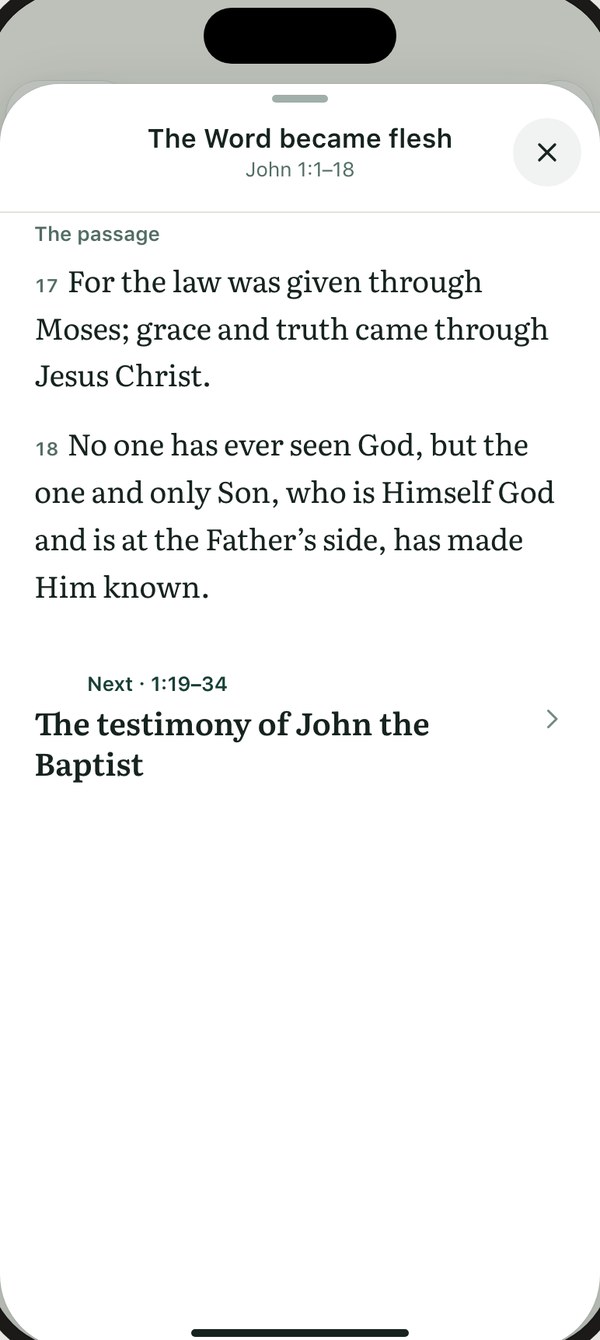 The Word became flesh
John 1:1–18
The passage
17 For the law was given through
Moses; grace and truth came through
Jesus Christ.
18 No one has ever seen God, but the
one and only Son, who is Himself God
and is at the Father’s side, has made
Him known.
Next · 1:19–34
The testimony of John the
Baptist